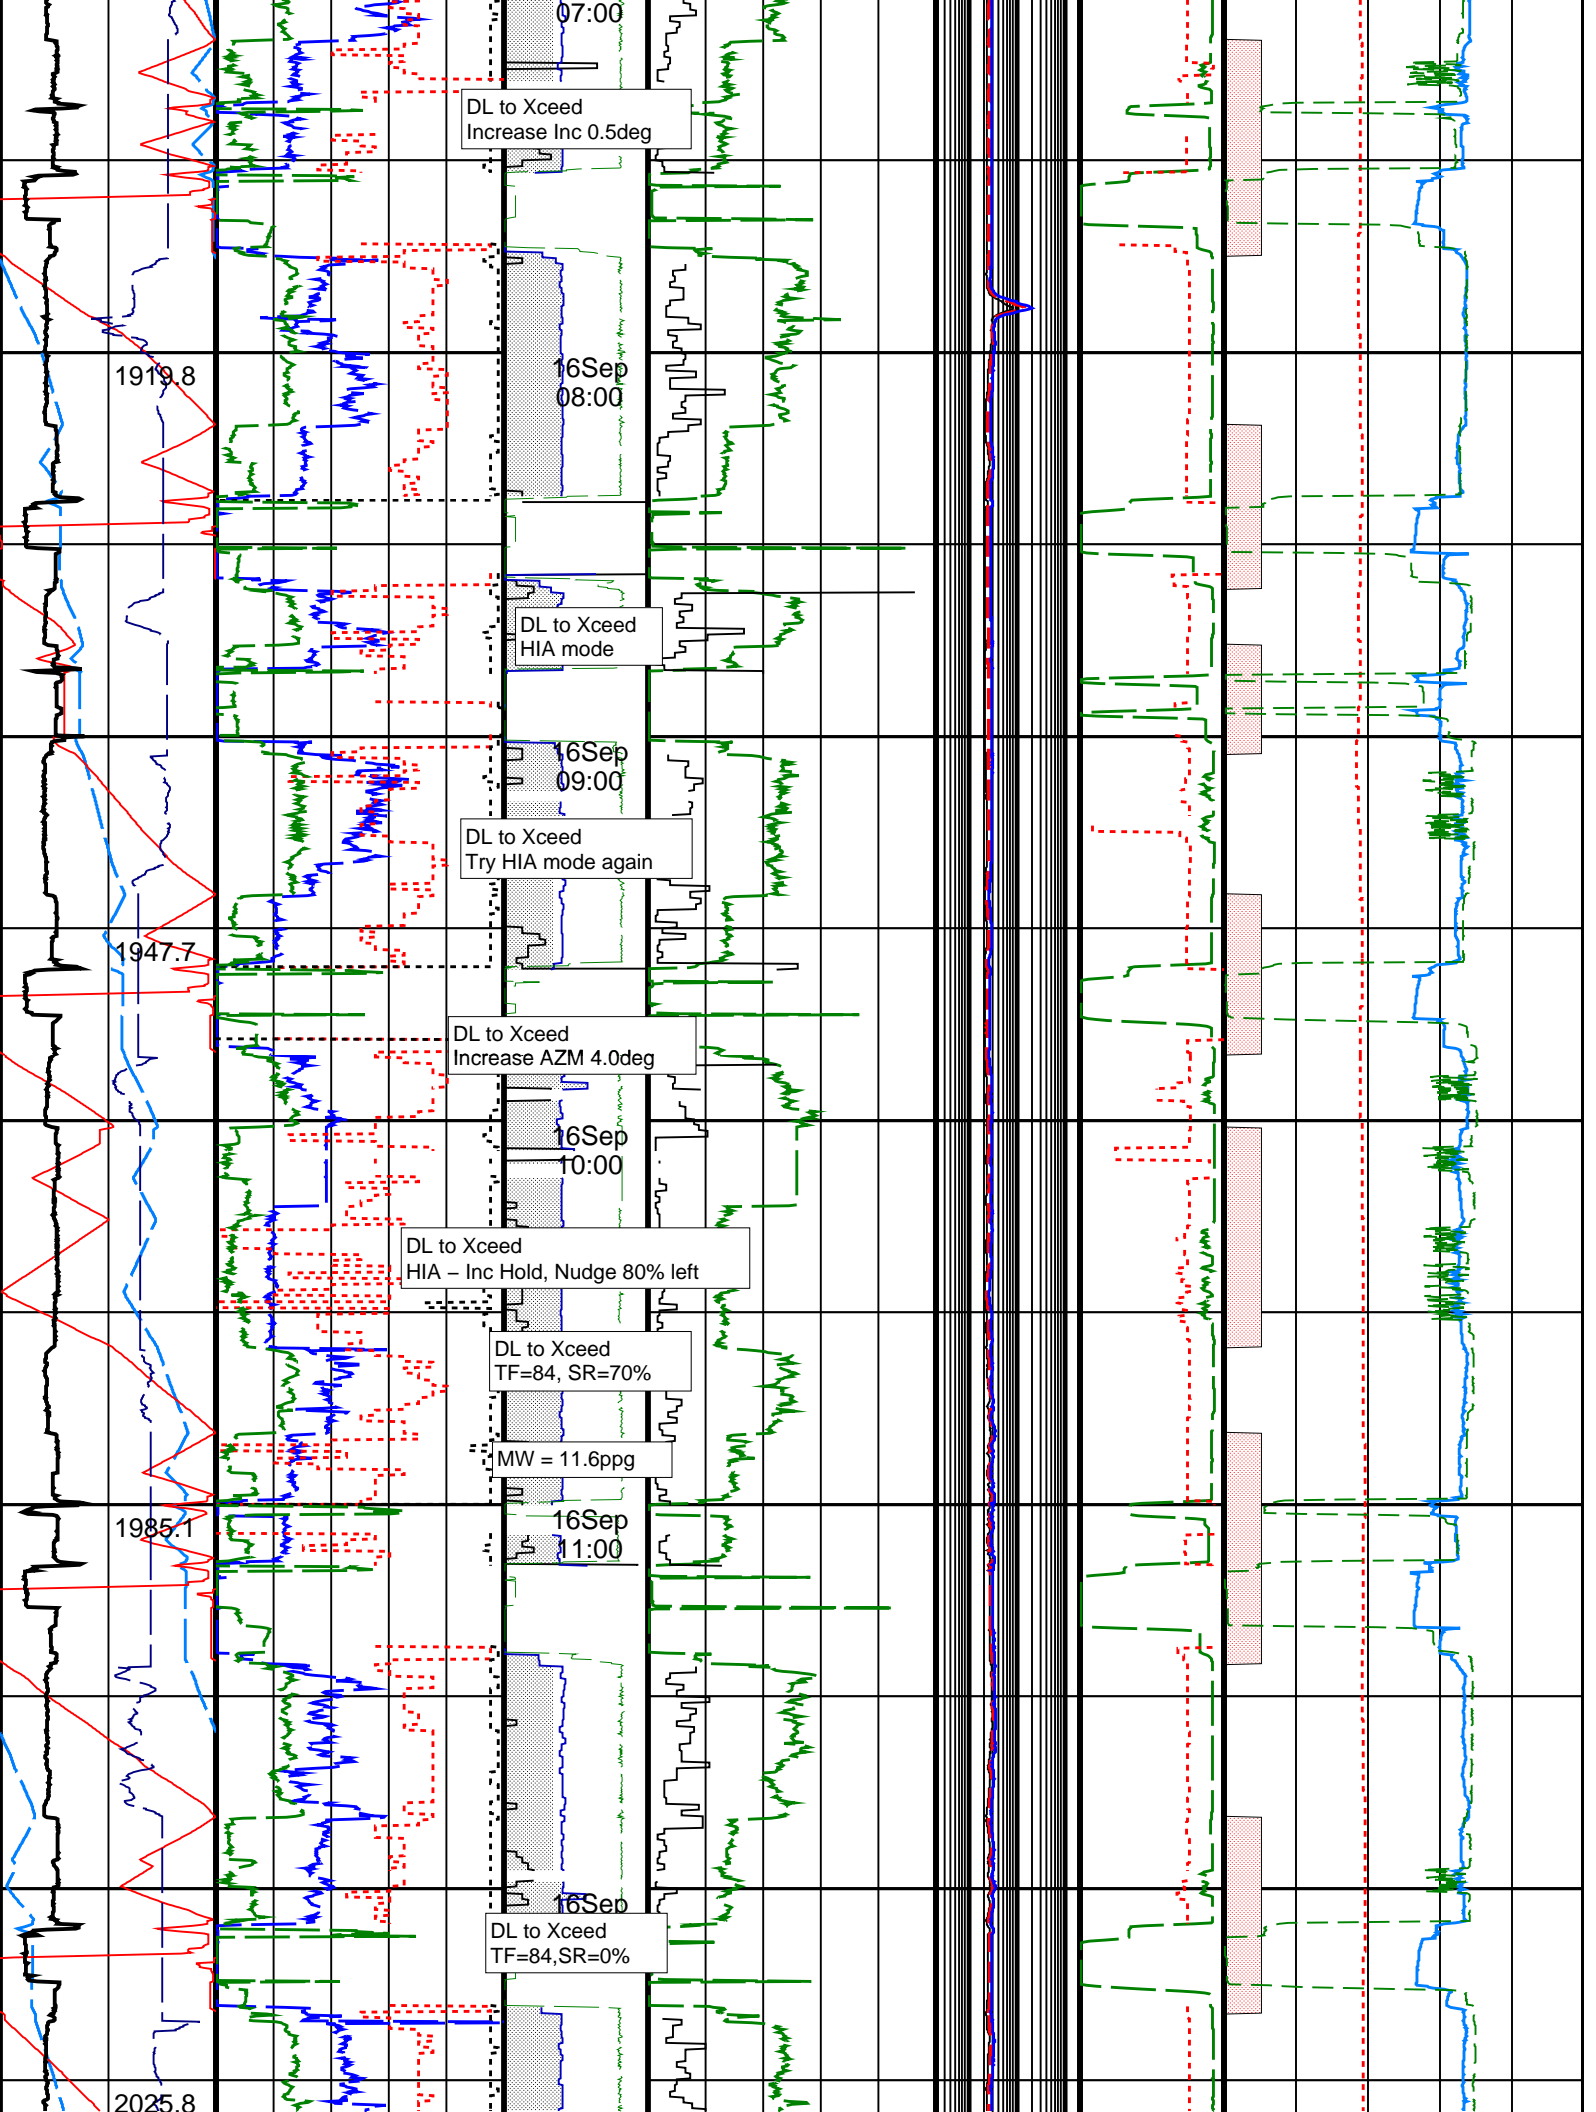 07:00
DL to Xceed
Increase Inc 0.5deg
16Sep
08:00
1919.8
DL to Xceed
HIA mode
16Sep
09:00
DL to Xceed
Try HIA mode again
1947.7
DL to Xceed
Increase AZM 4.0deg
16Sep
10:00
DL to Xceed
HIA – Inc Hold, Nudge 80% left
DL to Xceed
TF=84, SR=70%
MW = 11.6ppg
1985.1
16Sep
11:00
16Sep
DL to Xceed
TF=84,SR=0%
2025.8